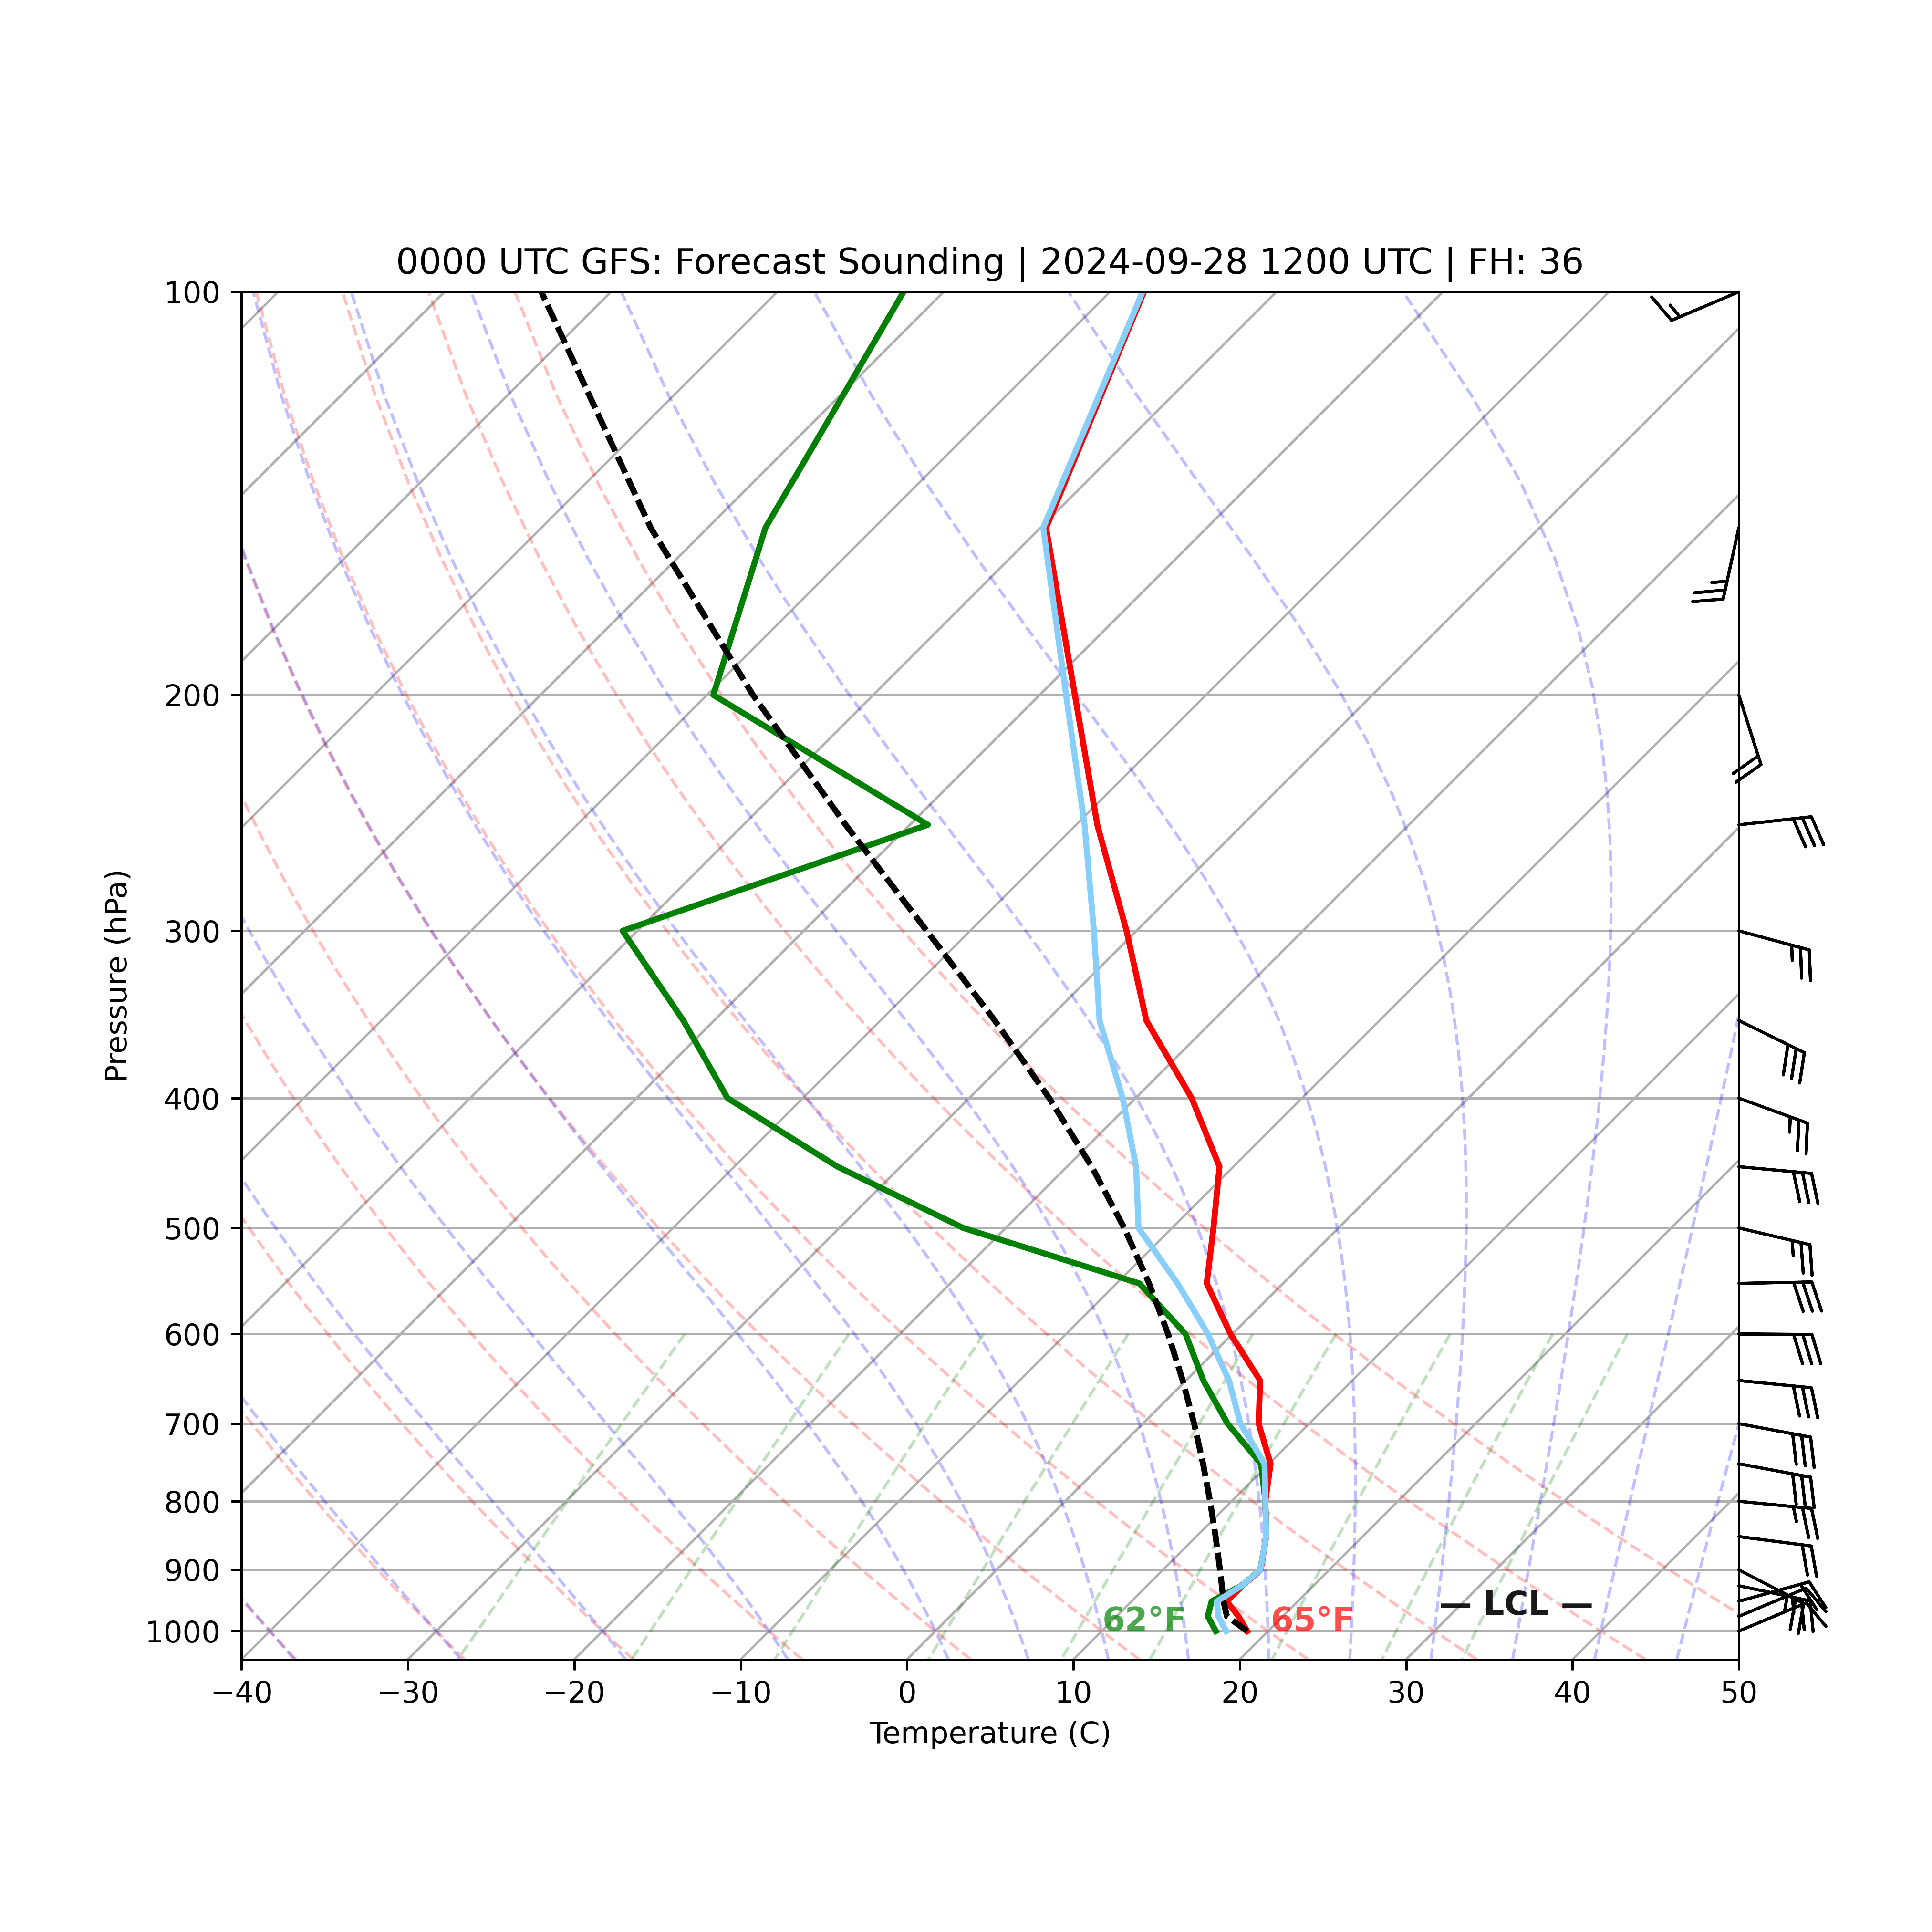 0000 UTC GFS: Forecast Sounding | 2024-09-28 1200 UTC | FH: 36
100
200
300
400
500
600
700
800
900
1000
Pressure (hPa)
62°F
65°F
— LCL —
−40 −30 −20 −10 0 10 20 30 40 50
Temperature (C)